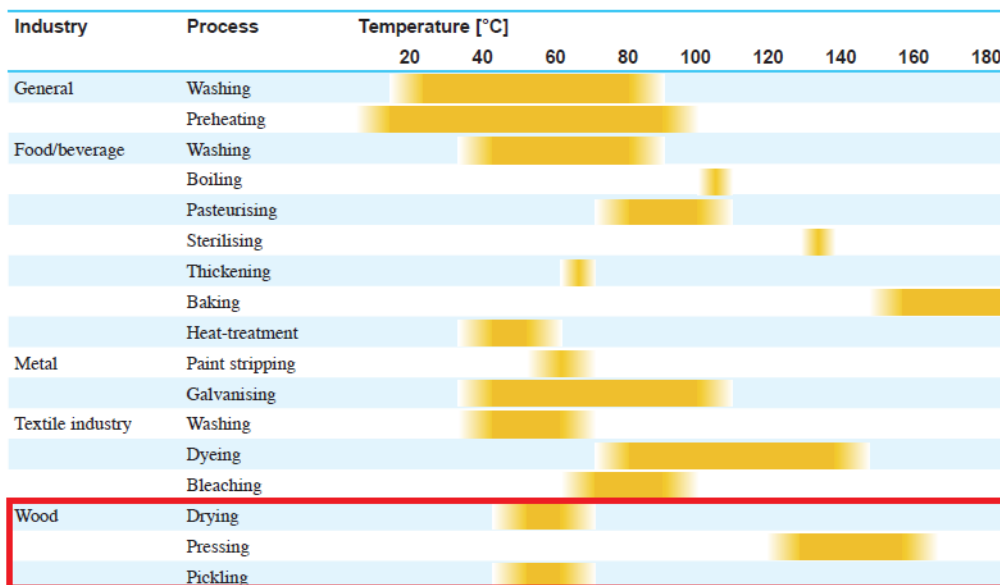 Industry Process Temperature [°C]
20 40 60 80 100 120 140 160 180
General Washing
Preheating
Food/beverage Washing
Boiling
Pasteurising
Sterilising
Thickening
Baking
Heat-treatment
Metal Paint stripping
Galvanising
Textile industry Washing
Dyeing
Bleaching
Wood Drying
Pressing
Pickling